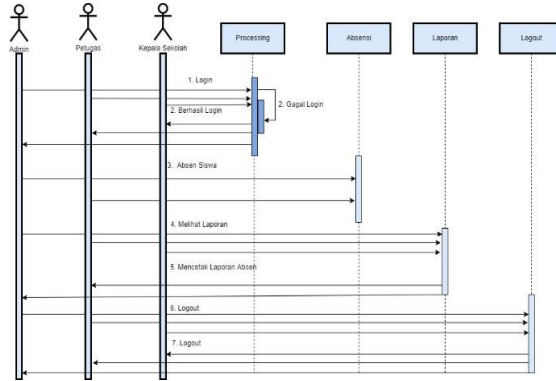 Processing
Absensi
Laporan
Logout
Admin
Petugas
Kepala Sekolah
1. Login
2. Berhasil Login
2. Gagal Login
3. Absen Siswa
4. Melihat Laporan
5. Mencetak Laporan Absen
6. Logout
7. Logout